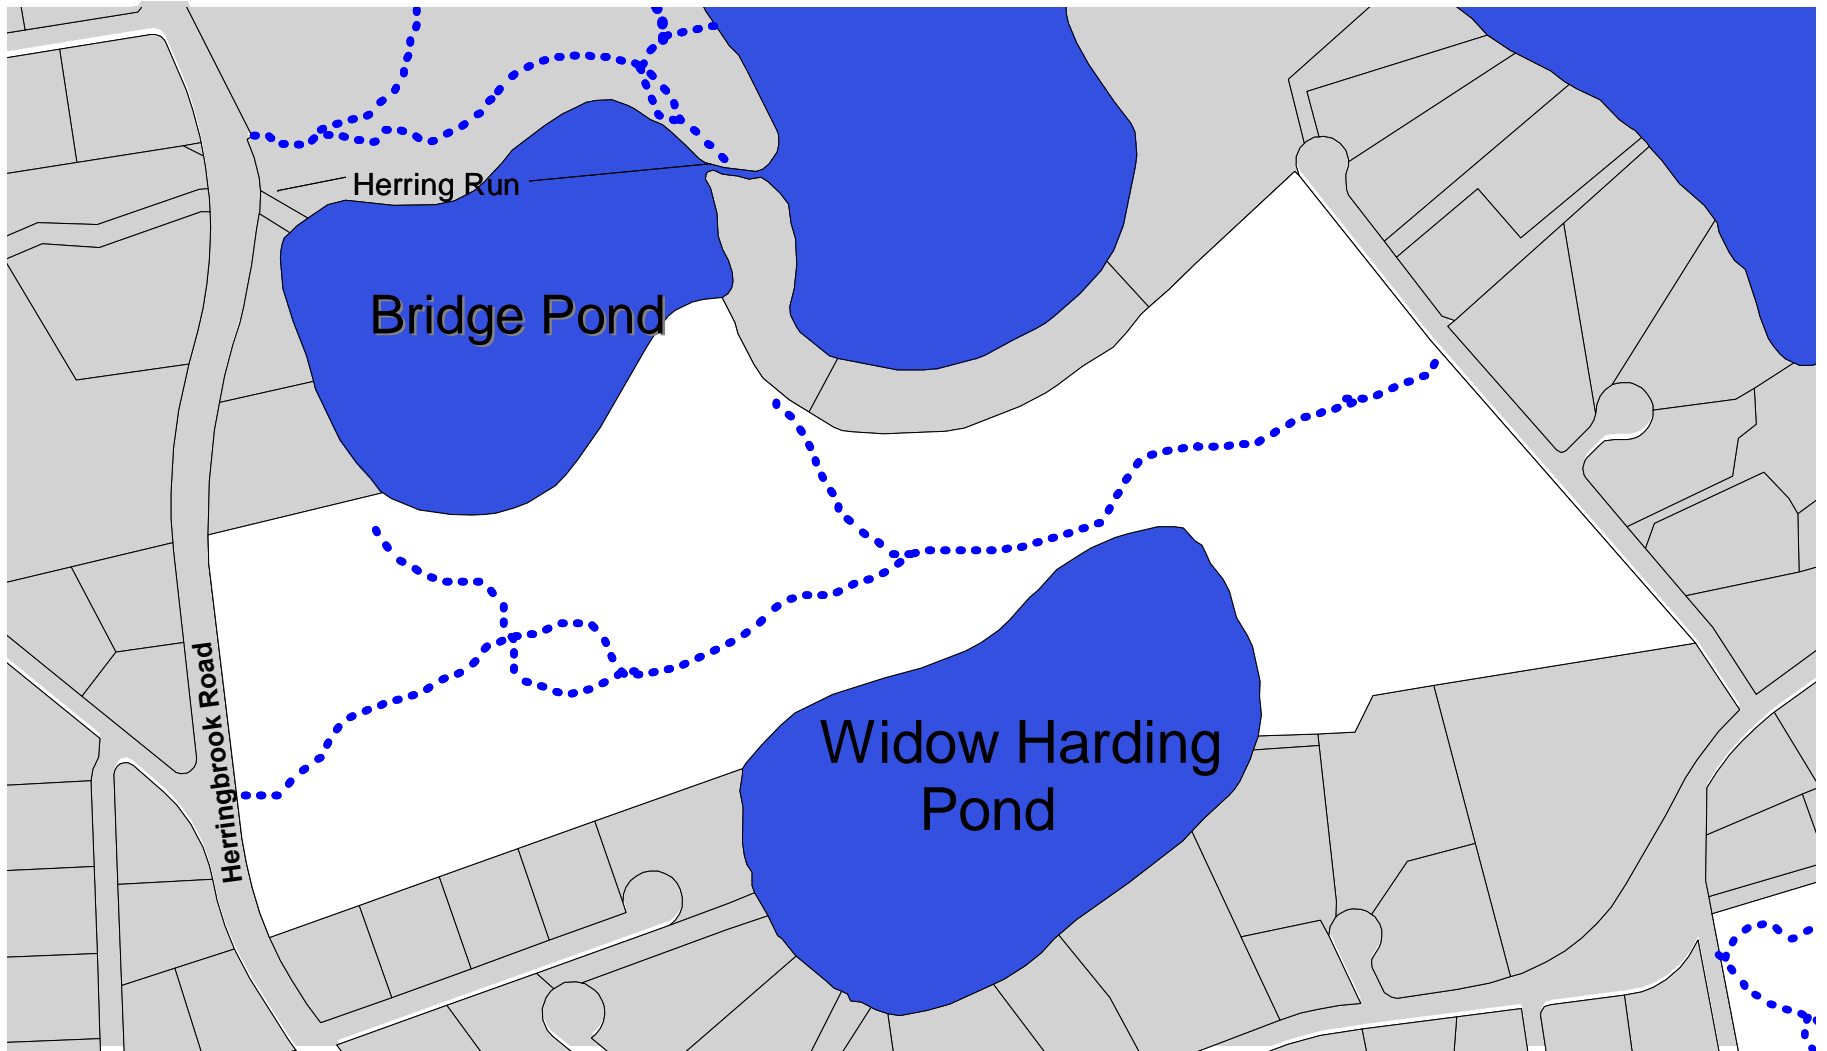 Herring Run
Bridge Pond
Herringbrook Road
Widow Harding
Pond